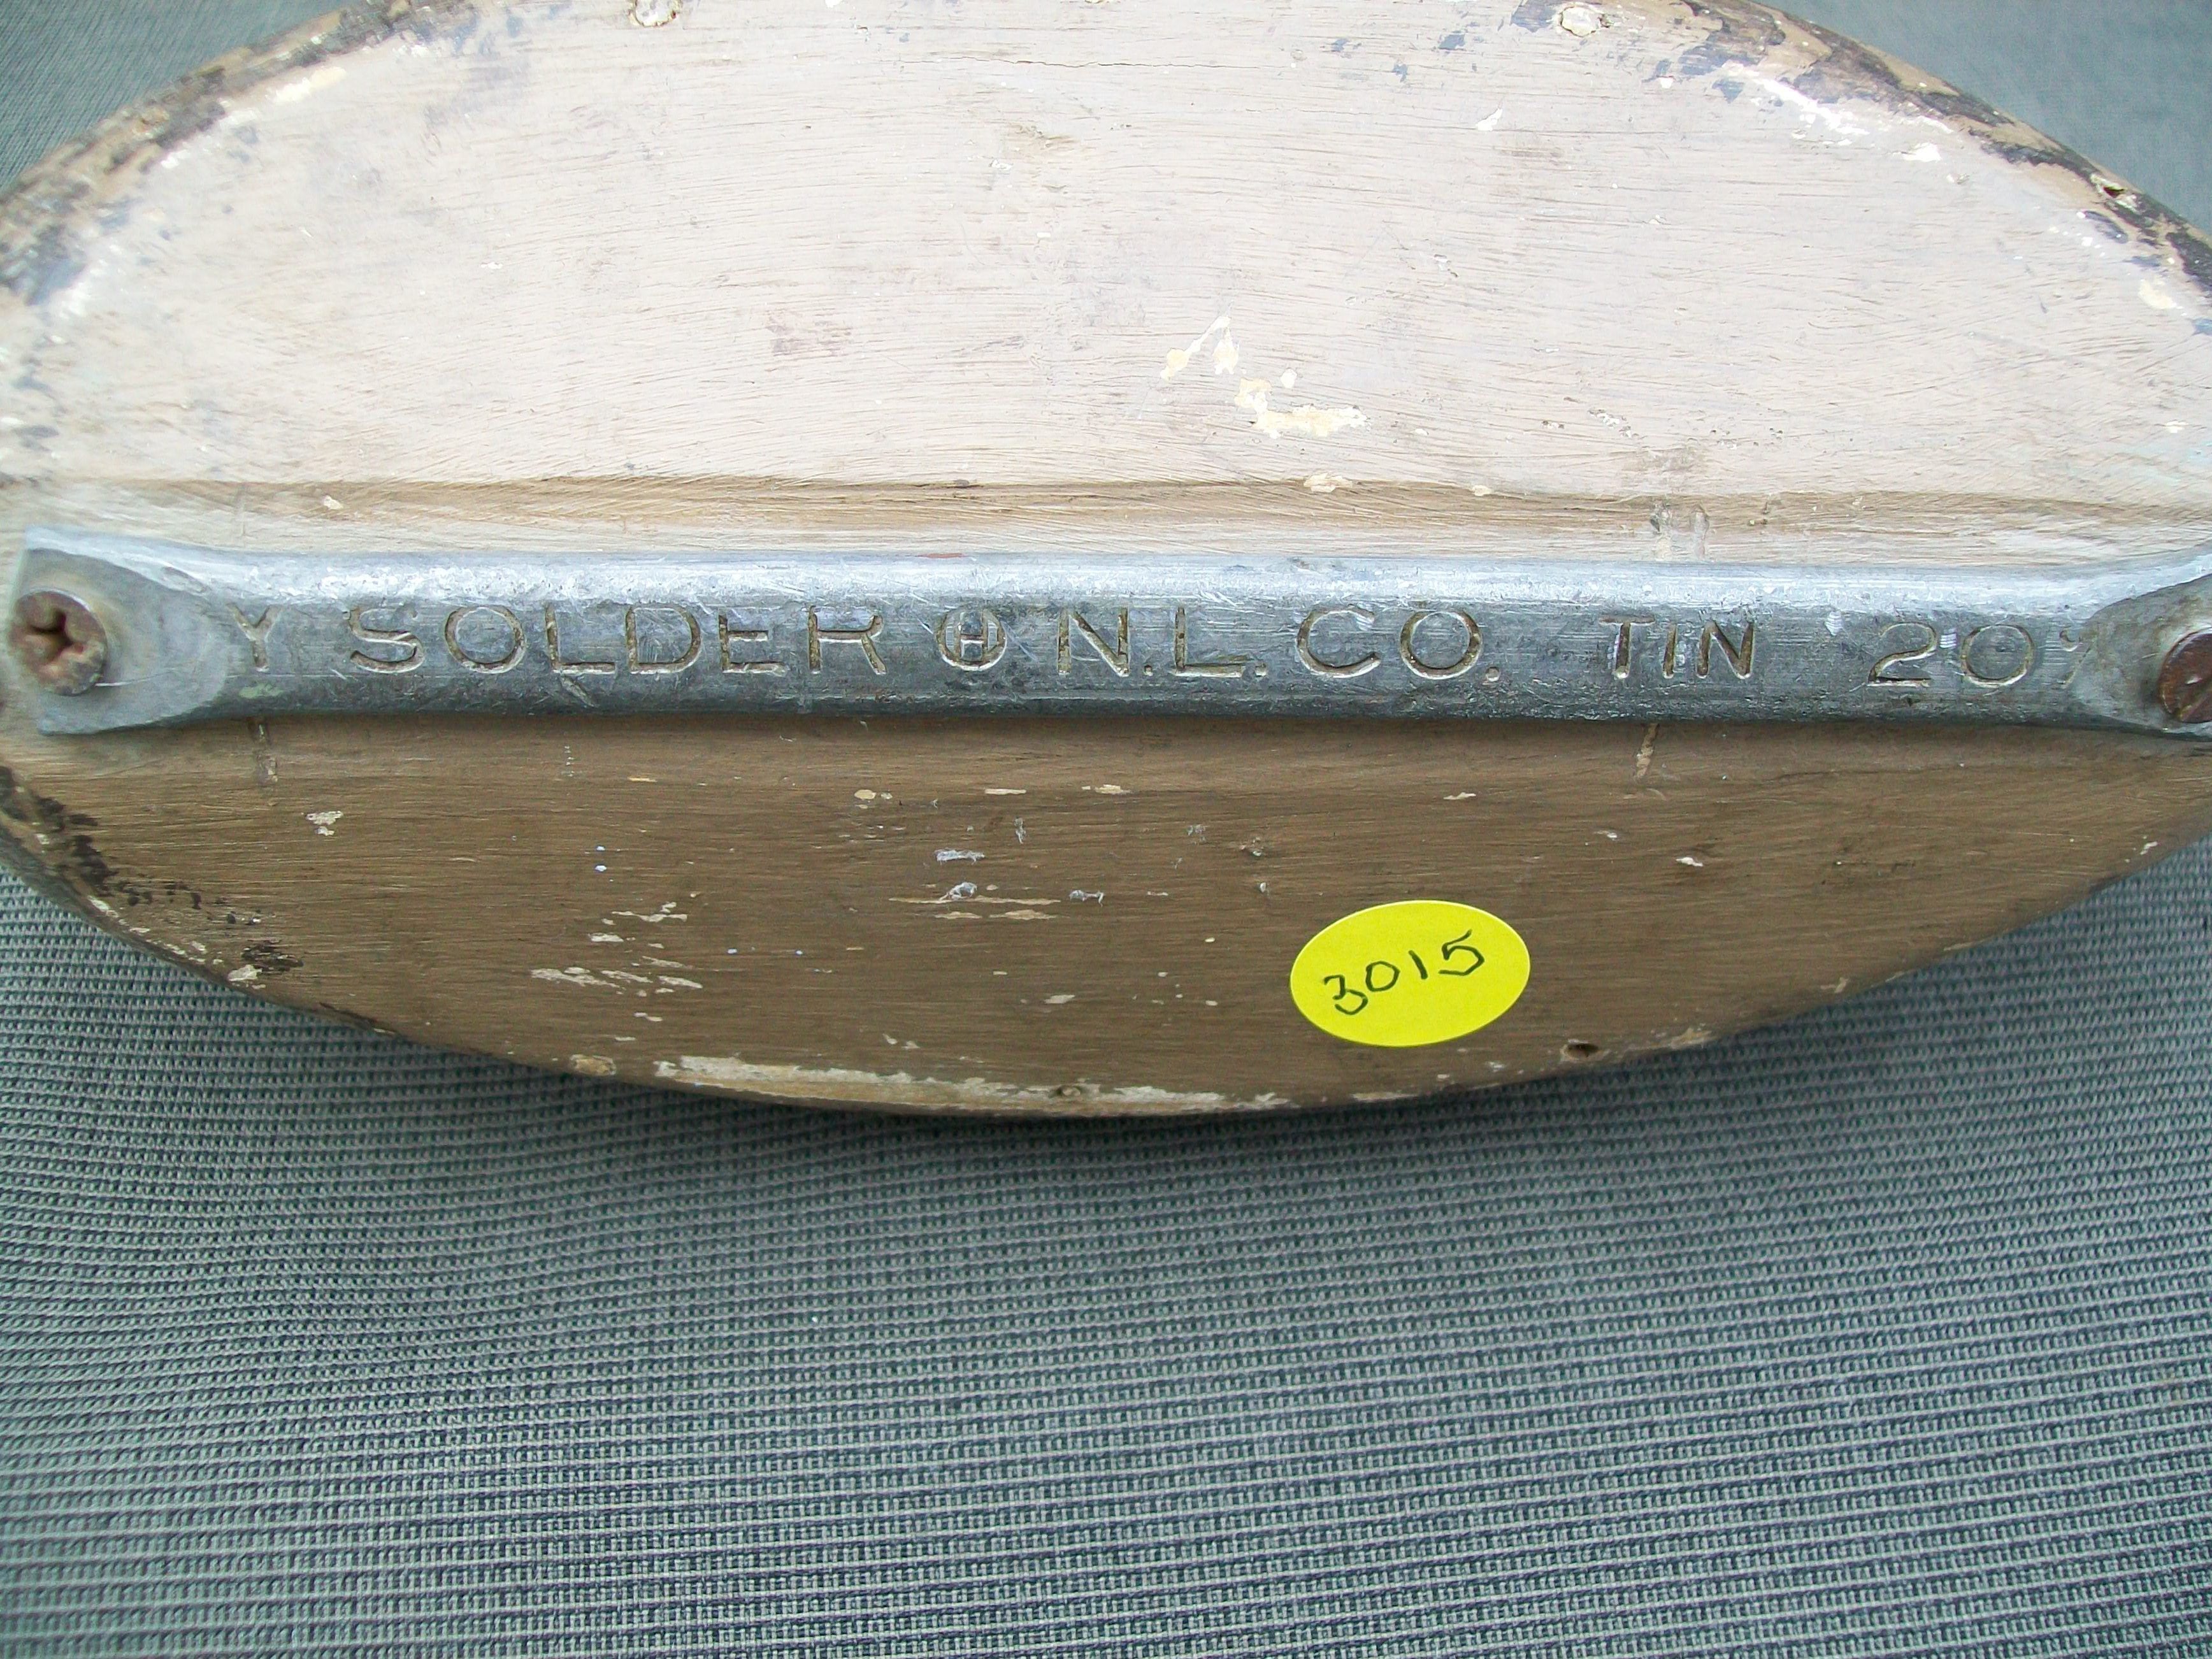 Y SOLDER Ⓗ N.L. CO. TIN 20
3015